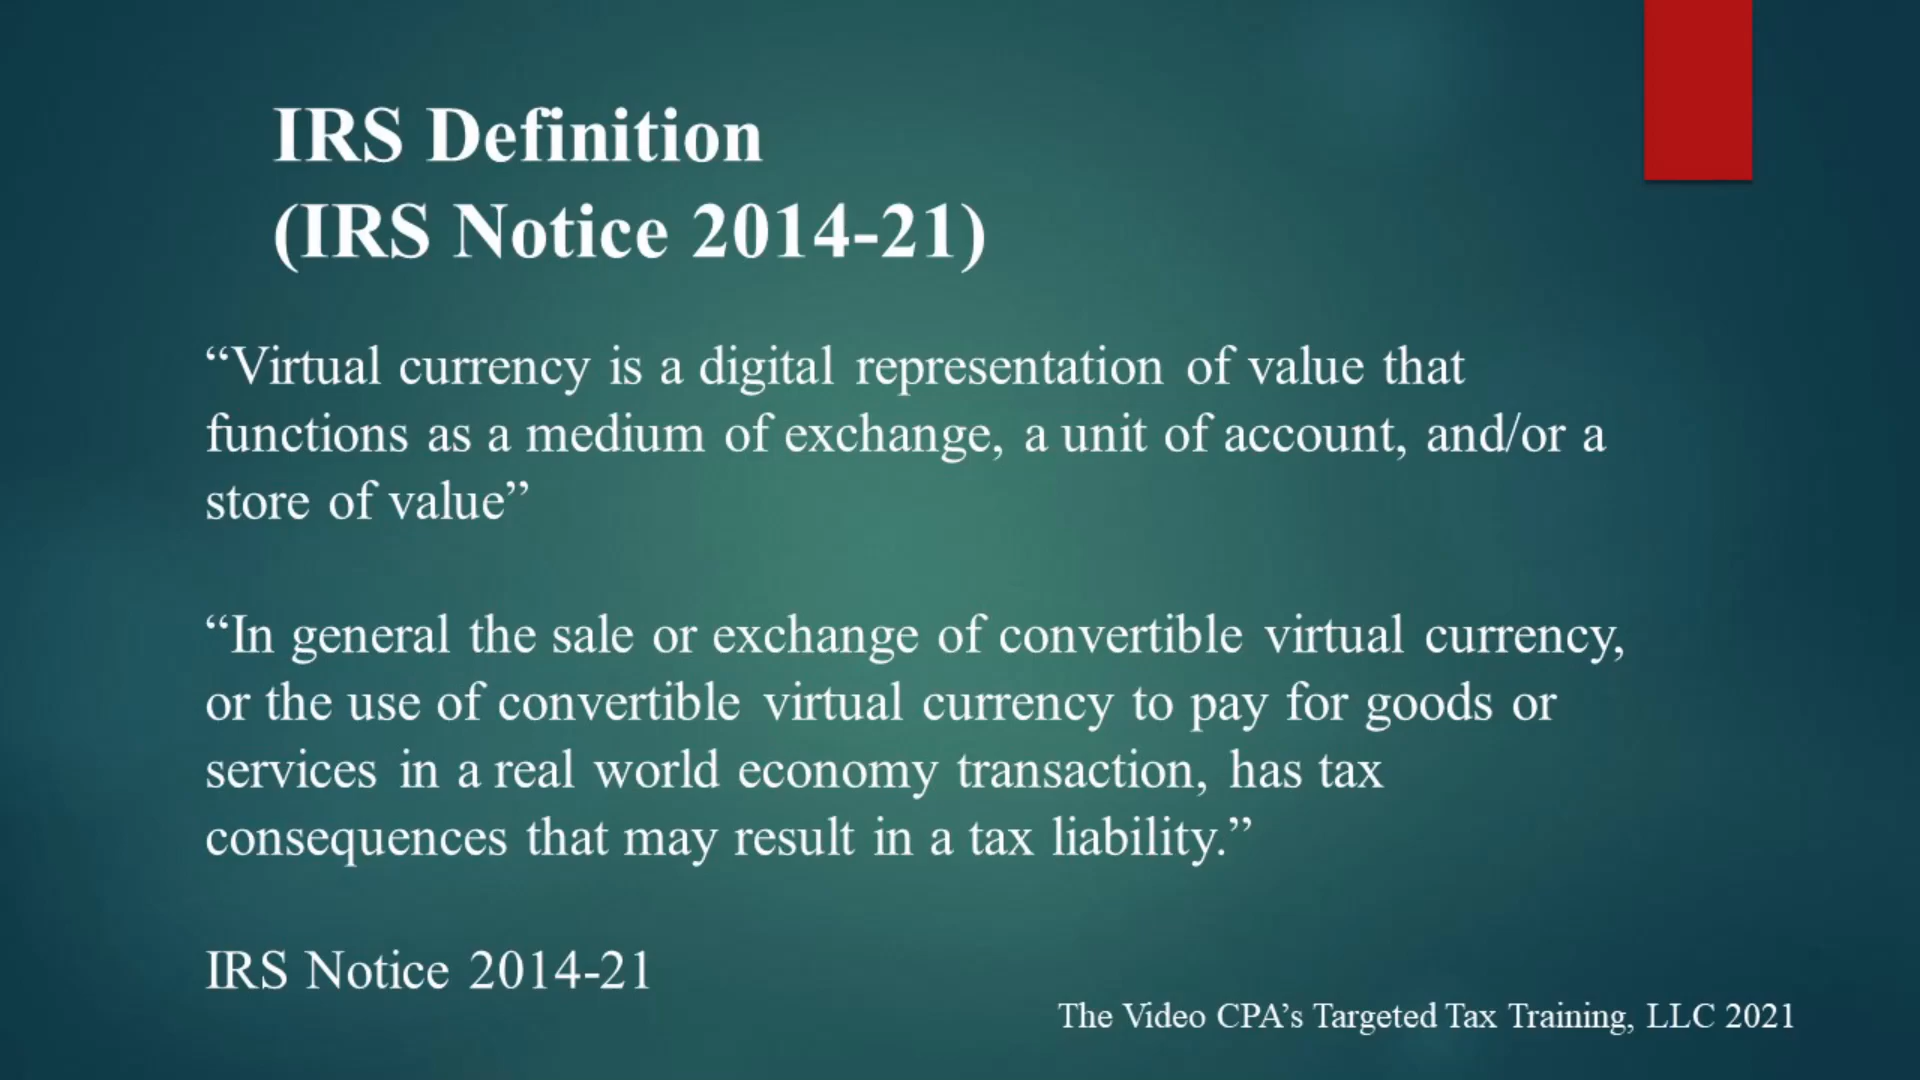 IRS Definition
(IRS Notice 2014-21)
“Virtual currency is a digital representation of value that
functions as a medium of exchange, a unit of account, and/or a
store of value”
“In general the sale or exchange of convertible virtual currency,
or the use of convertible virtual currency to pay for goods or
services in a real world economy transaction, has tax
consequences that may result in a tax liability.”
IRS Notice 2014-21
The Video CPA’s Targeted Tax Training, LLC 2021